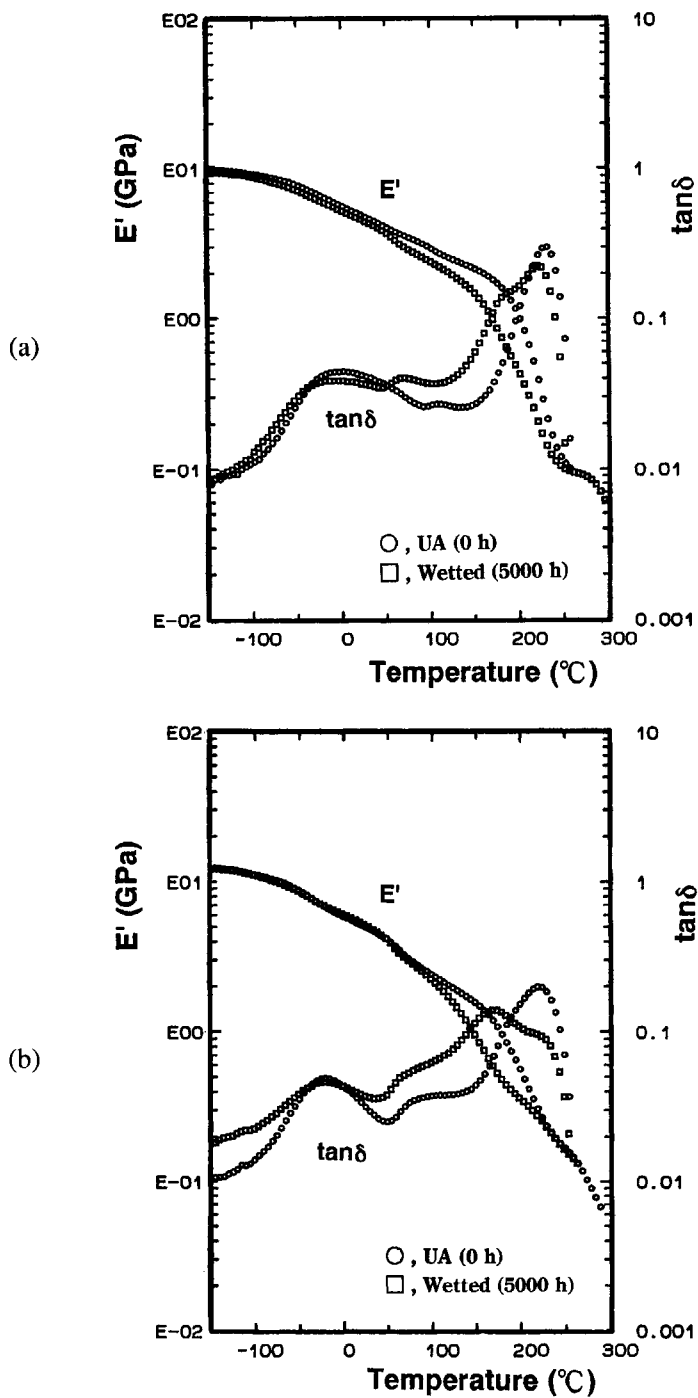 (a)
E' (GPa)
E02
E01
E00
E-01
E-02
tanδ
10
1
0.1
0.01
0.001
E'
tanδ
○, UA (0 h)
□, Wetted (5000 h)
-100 0 100 200 300
Temperature (℃)
(b)
E' (GPa)
E02
E01
E00
E-01
E-02
tanδ
10
1
0.1
0.01
0.001
E'
tanδ
○, UA (0 h)
□, Wetted (5000 h)
-100 0 100 200 300
Temperature (℃)